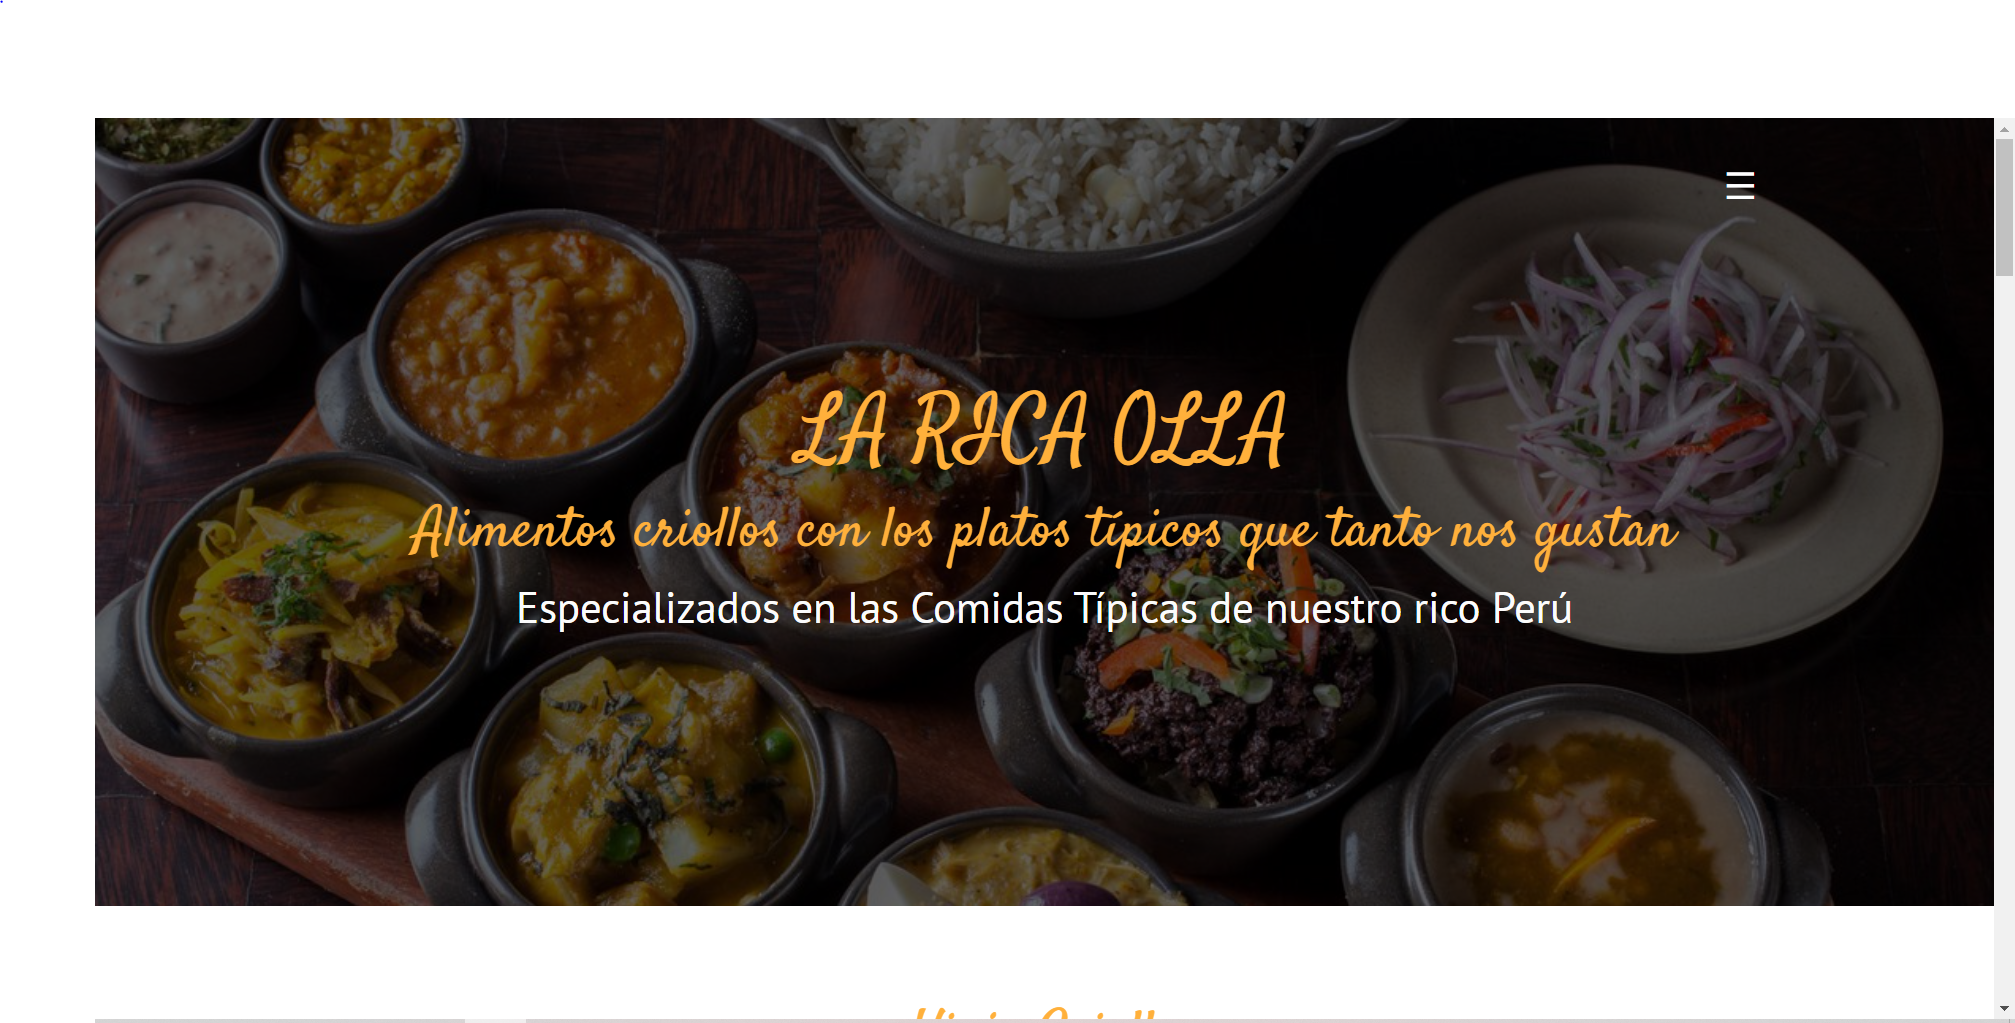 LA RICA OLLA
Alimentos criollos con los platos típicos que tanto nos gustan
Especializados en las Comidas Típicas de nuestro rico Perú